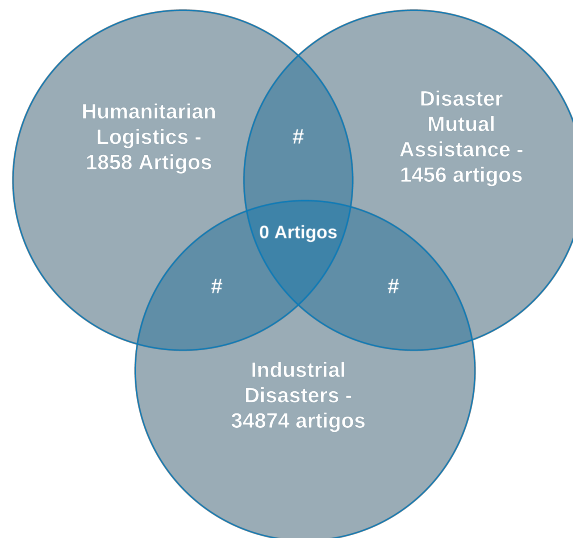 Humanitarian
Logistics -
1858 Artigos
#
Disaster
Mutual
Assistance -
1456 artigos
0 Artigos
#
#
Industrial
Disasters -
34874 artigos